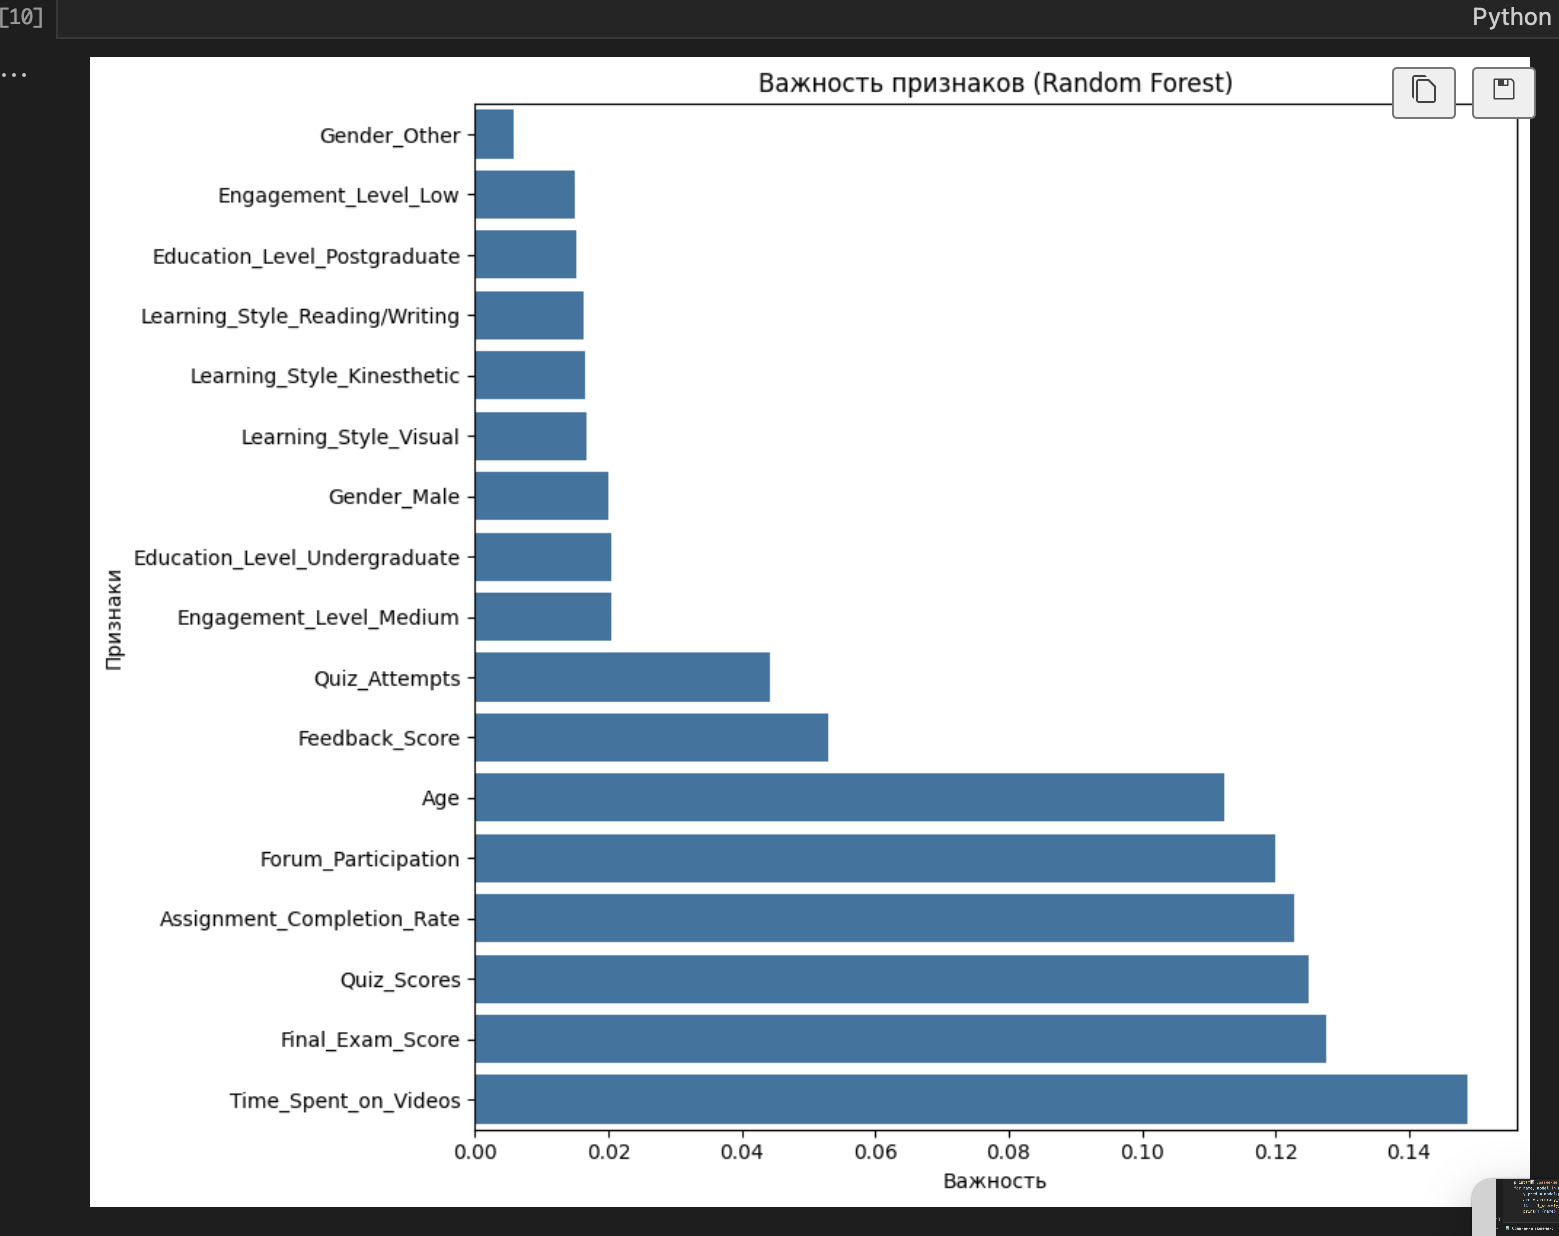 [10]
Python
...
Важность признаков (Random Forest)
Gender_Other
Engagement_Level_Low
Education_Level_Postgraduate
Learning_Style_Reading/Writing
Learning_Style_Kinesthetic
Learning_Style_Visual
Gender_Male
Education_Level_Undergraduate
Engagement_Level_Medium
Quiz_Attempts
Feedback_Score
Age
Forum_Participation
Assignment_Completion_Rate
Quiz_Scores
Final_Exam_Score
Time_Spent_on_Videos
Признаки
0.00 0.02 0.04 0.06 0.08 0.10 0.12 0.14
Важность